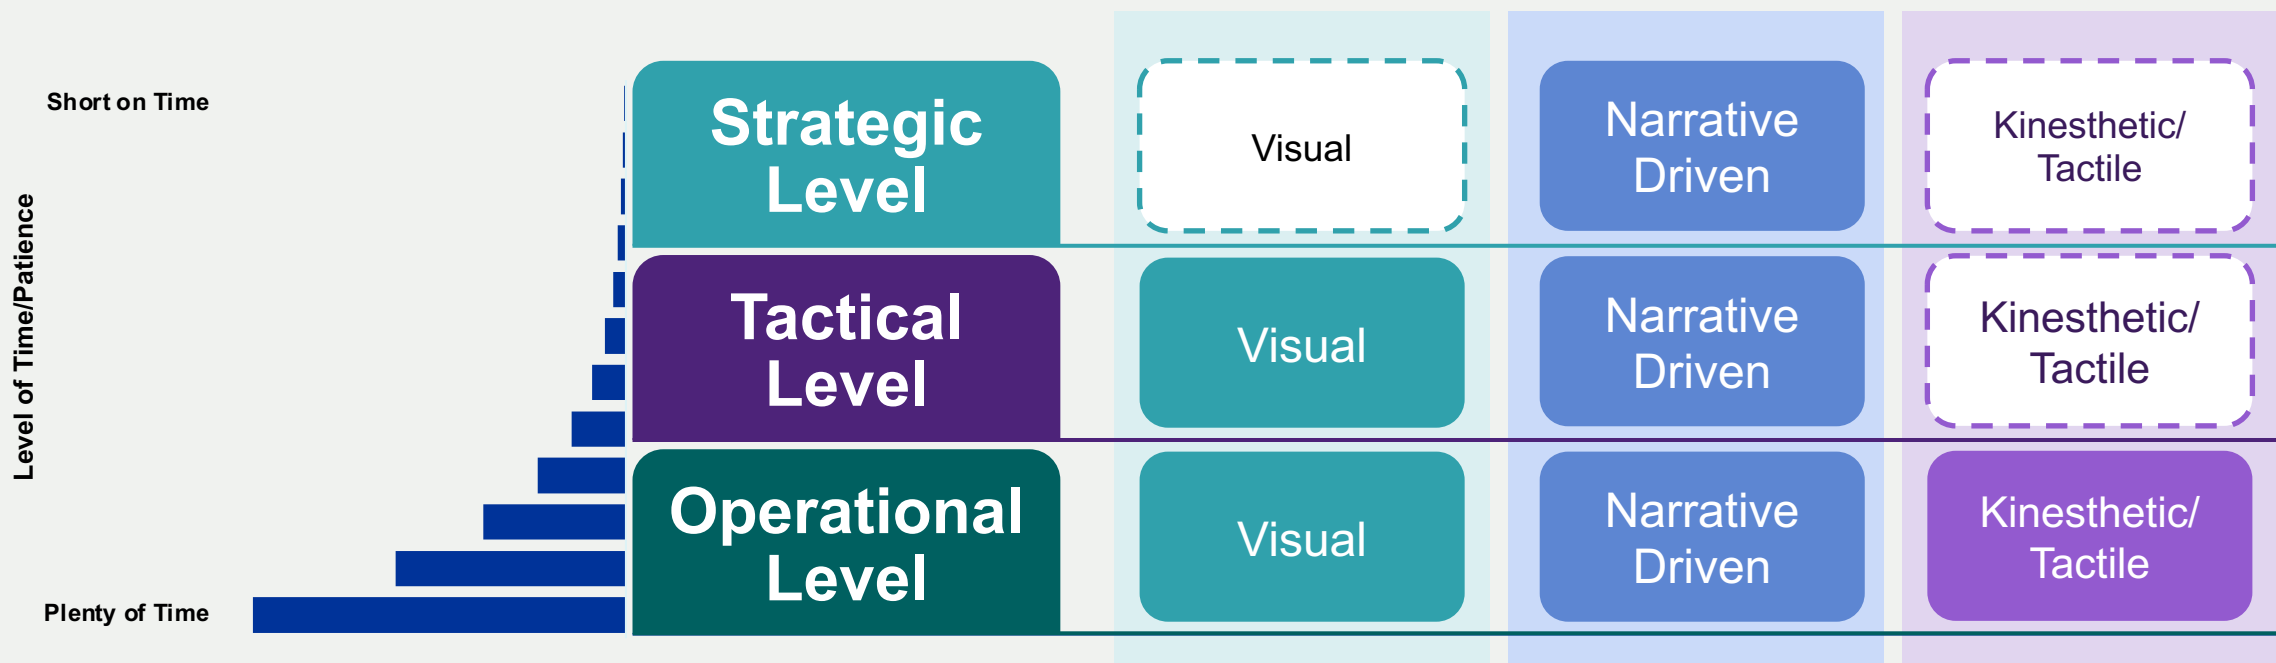 Short on Time
Level of Time/Patience
Plenty of Time
Strategic
Level
Visual
Narrative
Driven
Kinesthetic/
Tactile
Tactical
Level
Visual
Narrative
Driven
Kinesthetic/
Tactile
Operational
Level
Visual
Narrative
Driven
Kinesthetic/
Tactile